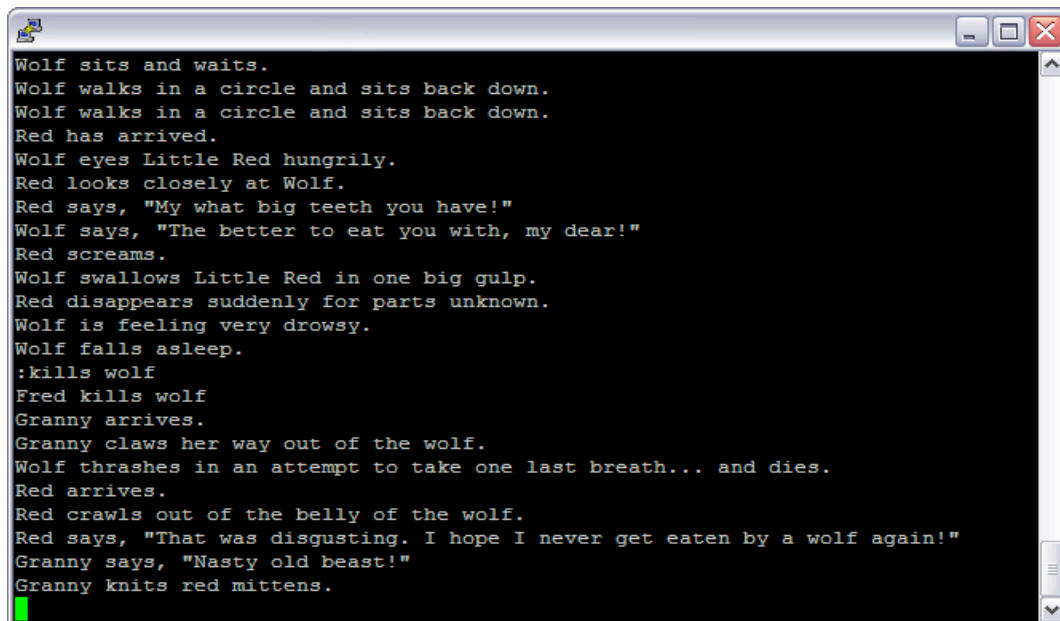 Wolf sits and waits.
Wolf walks in a circle and sits back down.
Wolf walks in a circle and sits back down.
Red has arrived.
Wolf eyes Little Red hungrily.
Red looks closely at Wolf.
Red says, "My what big teeth you have!"
Wolf says, "The better to eat you with, my dear!"
Red screams.
Wolf swallows Little Red in one big gulp.
Red disappears suddenly for parts unknown.
Wolf is feeling very drowsy.
Wolf falls asleep.
:kills wolf
Fred kills wolf
Granny arrives.
Granny claws her way out of the wolf.
Wolf thrashes in an attempt to take one last breath... and dies.
Red arrives.
Red crawls out of the belly of the wolf.
Red says, "That was disgusting. I hope I never get eaten by a wolf again!"
Granny says, "Nasty old beast!"
Granny knits red mittens.